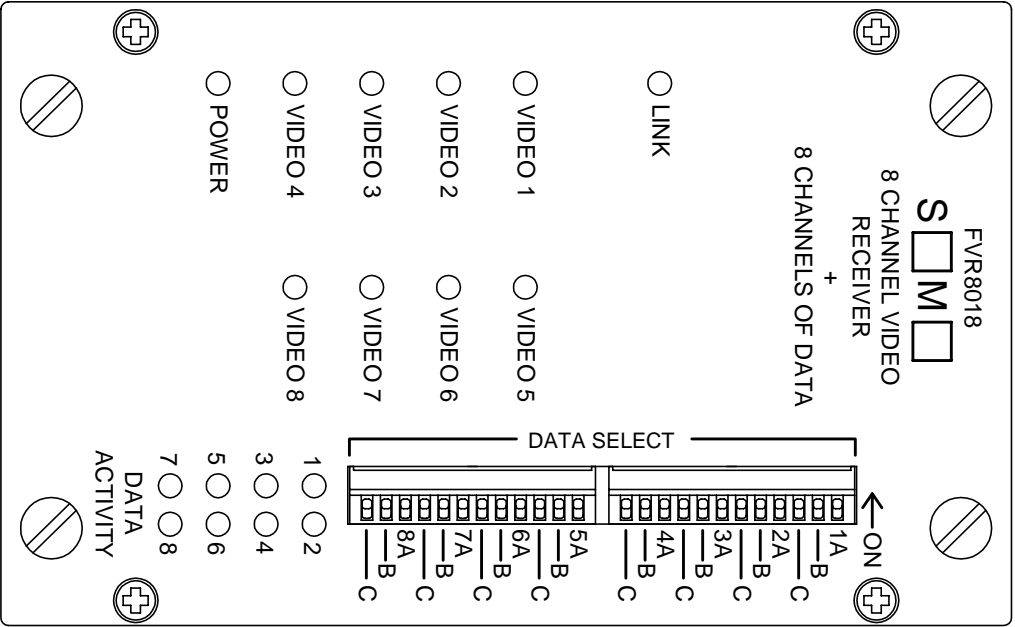 FVR8018
S M
8 CHANNEL VIDEO
RECEIVER
+
8 CHANNELS OF DATA
LINK
VIDEO 1
VIDEO 5
VIDEO 2
VIDEO 6
VIDEO 3
VIDEO 7
VIDEO 4
VIDEO 8
POWER
DATA SELECT
ON
1A
B
C
2A
B
C
3A
B
C
4A
B
C
5A
B
C
6A
B
C
7A
B
C
8A
B
C
1 2
3 4
5 6
7 8
DATA
ACTIVITY